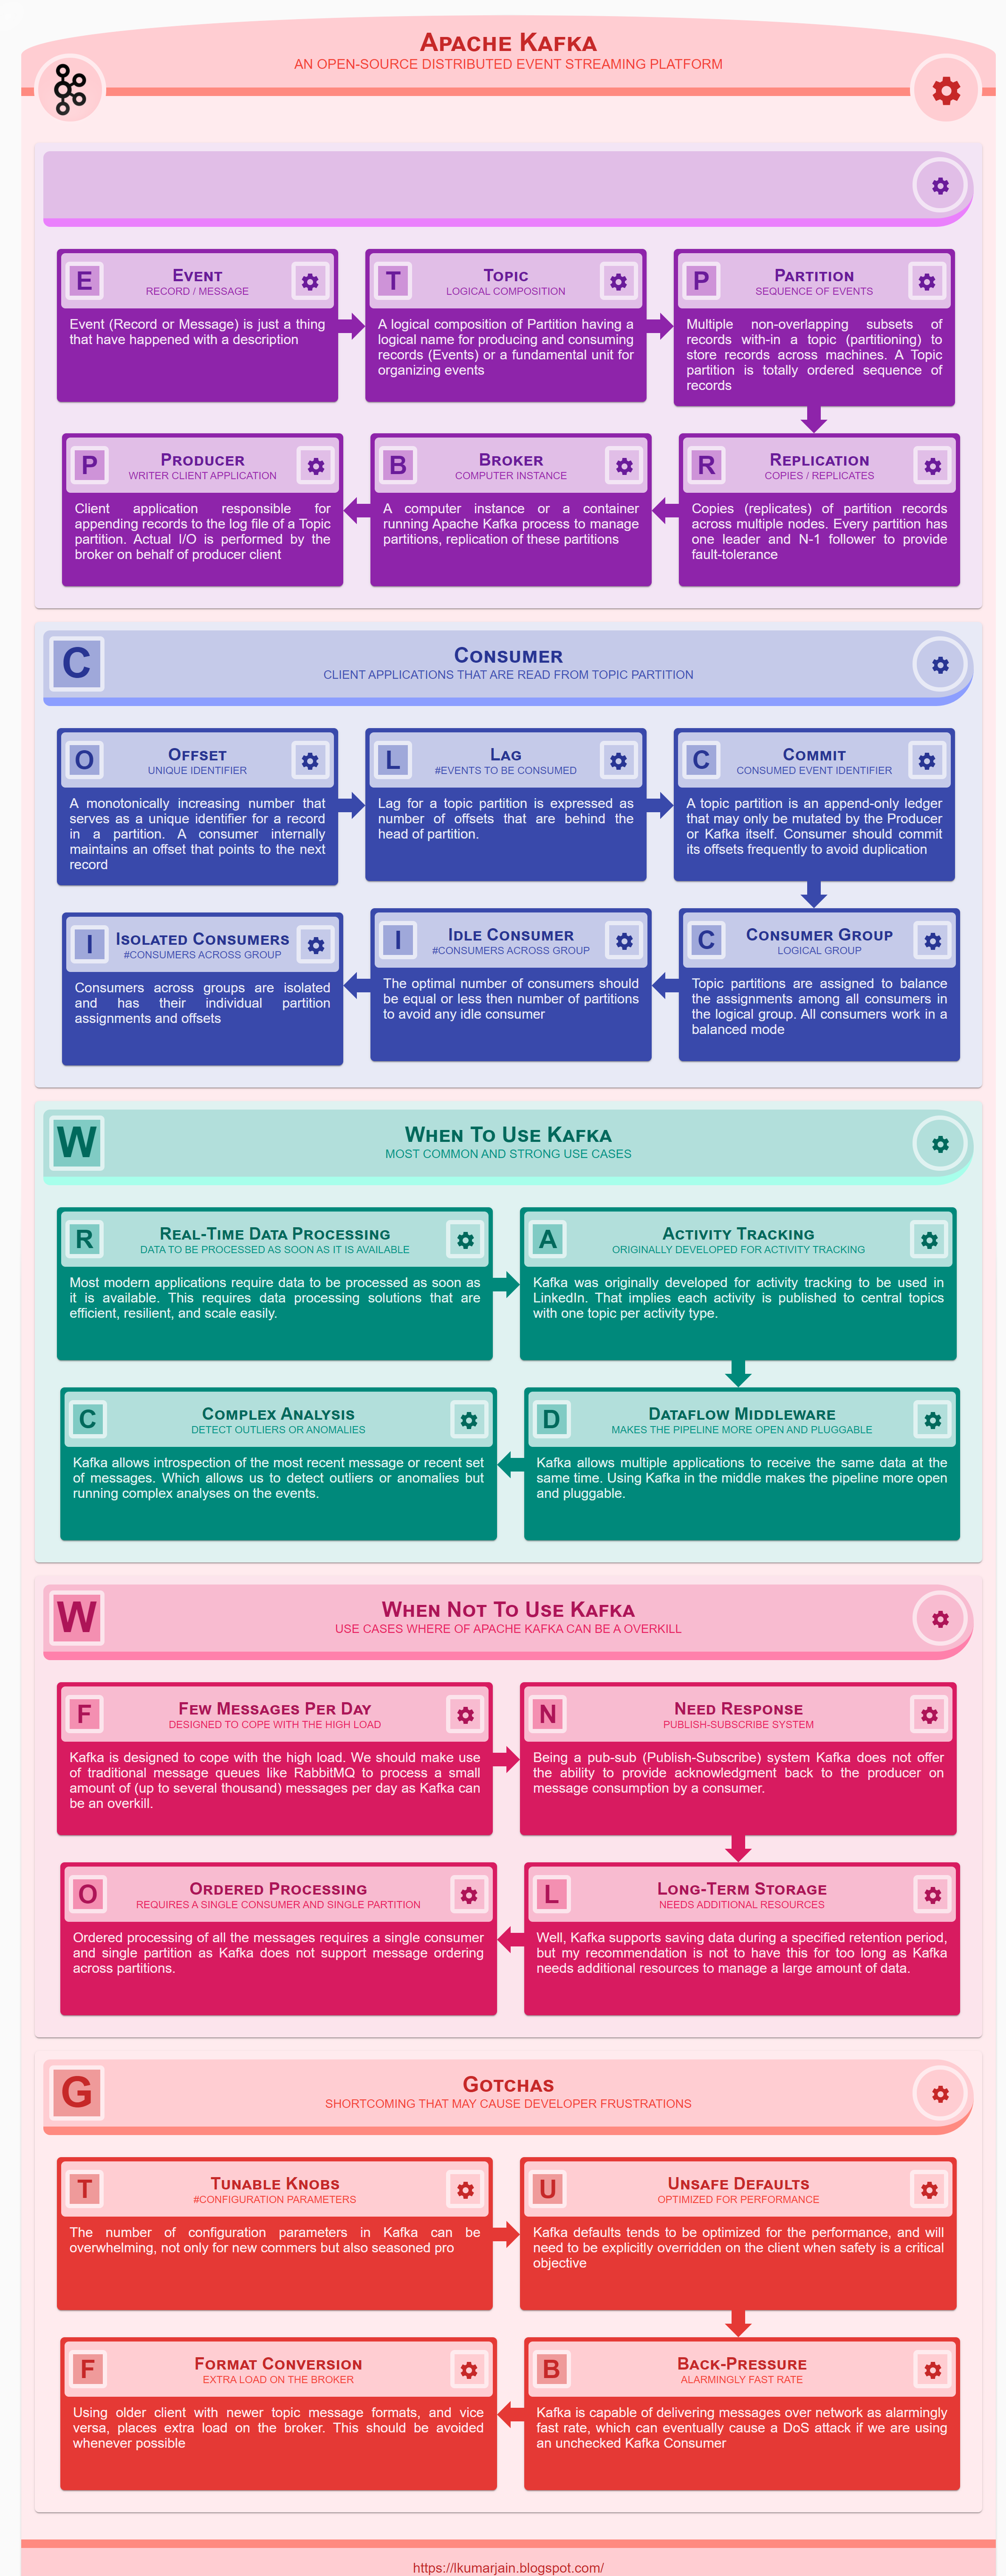 Apache Kafka
AN OPEN-SOURCE DISTRIBUTED EVENT STREAMING PLATFORM
E
Event
RECORD / MESSAGE
Event (Record or Message) is just a thing
that have happened with a description
T
Topic
LOGICAL COMPOSITION
A logical composition of Partition having a
logical name for producing and consuming
records (Events) or a fundamental unit for
organizing events
P
Partition
SEQUENCE OF EVENTS
Multiple non-overlapping subsets of
records with-in a topic (partitioning) to
store records across machines. A Topic
partition is totally ordered sequence of
records
P
Producer
WRITER CLIENT APPLICATION
Client application responsible for
appending records to the log file of a Topic
partition. Actual I/O is performed by the
broker on behalf of producer client
B
Broker
COMPUTER INSTANCE
A computer instance or a container
running Apache Kafka process to manage
partitions, replication of these partitions
R
Replication
COPIES / REPLICATES
Copies (replicates) of partition records
across multiple nodes. Every partition has
one leader and N-1 follower to provide
fault-tolerance
C
Consumer
CLIENT APPLICATIONS THAT ARE READ FROM TOPIC PARTITION
O
Offset
UNIQUE IDENTIFIER
A monotonically increasing number that
serves as a unique identifier for a record
in a partition. A consumer internally
maintains an offset that points to the next
record
L
Lag
#EVENTS TO BE CONSUMED
Lag for a topic partition is expressed as
number of offsets that are behind the
head of partition.
C
Commit
CONSUMED EVENT IDENTIFIER
A topic partition is an append-only ledger
that may only be mutated by the Producer
or Kafka itself. Consumer should commit
its offsets frequently to avoid duplication
I
Isolated Consumers
#CONSUMERS ACROSS GROUP
Consumers across groups are isolated
and has their individual partition
assignments and offsets
I
Idle Consumer
#CONSUMERS ACROSS GROUP
The optimal number of consumers should
be equal or less then number of partitions
to avoid any idle consumer
C
Consumer Group
LOGICAL GROUP
Topic partitions are assigned to balance
the assignments among all consumers in
the logical group. All consumers work in a
balanced mode
W
When To Use Kafka
MOST COMMON AND STRONG USE CASES
R
Real-Time Data Processing
DATA TO BE PROCESSED AS SOON AS IT IS AVAILABLE
Most modern applications require data to be processed as soon as
it is available. This requires data processing solutions that are
efficient, resilient, and scale easily.
A
Activity Tracking
ORIGINALLY DEVELOPED FOR ACTIVITY TRACKING
Kafka was originally developed for activity tracking to be used in
LinkedIn. That implies each activity is published to central topics
with one topic per activity type.
C
Complex Analysis
DETECT OUTLIERS OR ANOMALIES
Kafka allows introspection of the most recent message or recent set
of messages. Which allows us to detect outliers or anomalies but
running complex analyses on the events.
D
Dataflow Middleware
MAKES THE PIPELINE MORE OPEN AND PLUGGABLE
Kafka allows multiple applications to receive the same data at the
same time. Using Kafka in the middle makes the pipeline more open
and pluggable.
W
When Not To Use Kafka
USE CASES WHERE OF APACHE KAFKA CAN BE A OVERKILL
F
Few Messages Per Day
DESIGNED TO COPE WITH THE HIGH LOAD
Kafka is designed to cope with the high load. We should make use
of traditional message queues like RabbitMQ to process a small
amount of (up to several thousand) messages per day as Kafka can
be an overkill.
N
Need Response
PUBLISH-SUBSCRIBE SYSTEM
Being a pub-sub (Publish-Subscribe) system Kafka does not offer
the ability to provide acknowledgment back to the producer on
message consumption by a consumer.
O
Ordered Processing
REQUIRES A SINGLE CONSUMER AND SINGLE PARTITION
Ordered processing of all the messages requires a single consumer
and single partition as Kafka does not support message ordering
across partitions.
L
Long-Term Storage
NEEDS ADDITIONAL RESOURCES
Well, Kafka supports saving data during a specified retention period,
but my recommendation is not to have this for too long as Kafka
needs additional resources to manage a large amount of data.
G
Gotchas
SHORTCOMING THAT MAY CAUSE DEVELOPER FRUSTRATIONS
T
Tunable Knobs
#CONFIGURATION PARAMETERS
The number of configuration parameters in Kafka can be
overwhelming, not only for new commers but also seasoned pro
U
Unsafe Defaults
OPTIMIZED FOR PERFORMANCE
Kafka defaults tends to be optimized for the performance, and will
need to be explicitly overridden on the client when safety is a critical
objective
F
Format Conversion
EXTRA LOAD ON THE BROKER
Using older client with newer topic message formats, and vice
versa, places extra load on the broker. This should be avoided
whenever possible
B
Back-Pressure
ALARMINGLY FAST RATE
Kafka is capable of delivering messages over network as alarmingly
fast rate, which can eventually cause a DoS attack if we are using
an unchecked Kafka Consumer
https://lkumarjain.blogspot.com/